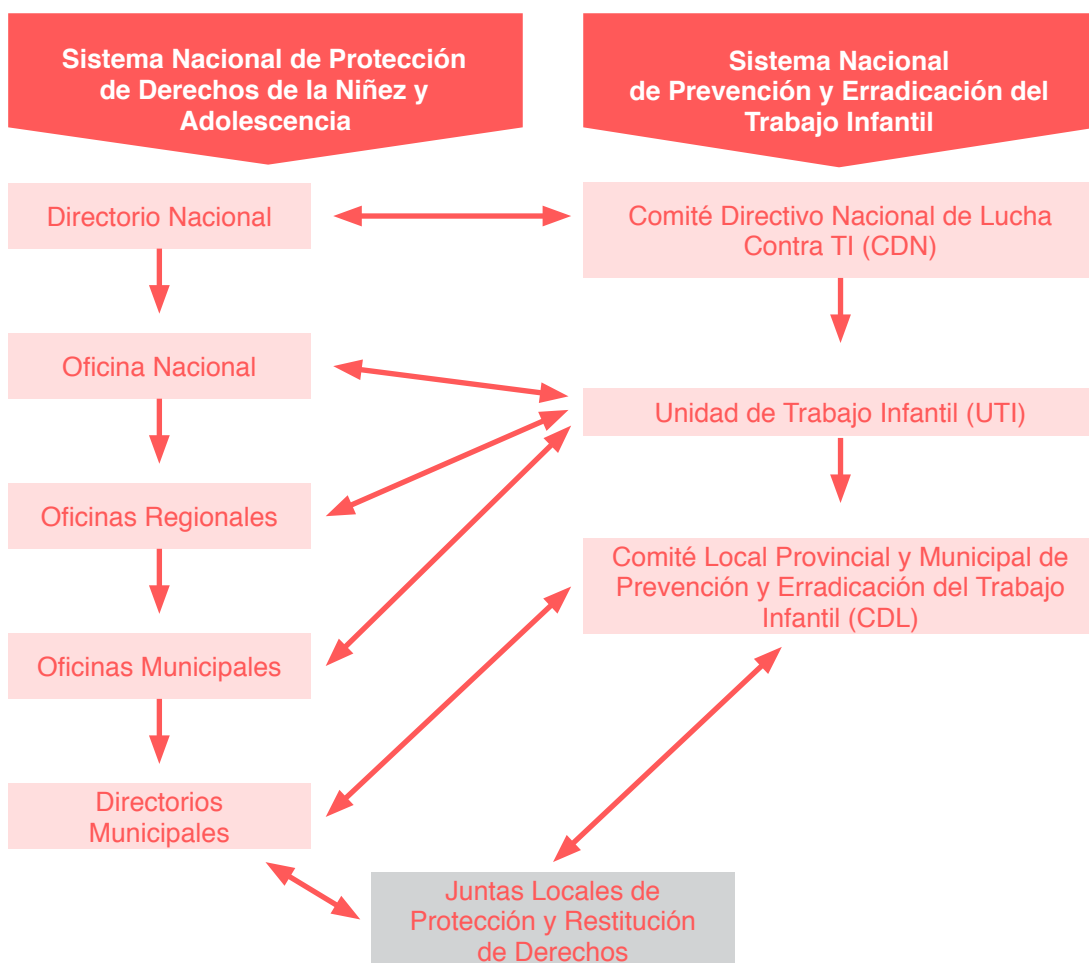 Sistema Nacional de Protección
de Derechos de la Niñez y
Adolescencia
Sistema Nacional
de Prevención y Erradicación del
Trabajo Infantil
Directorio Nacional
Comité Directivo Nacional de Lucha
Contra TI (CDN)
Oficina Nacional
Unidad de Trabajo Infantil (UTI)
Oficinas Regionales
Comité Local Provincial y Municipal de
Prevención y Erradicación del Trabajo
Infantil (CDL)
Oficinas Municipales
Directorios
Municipales
Juntas Locales de
Protección y Restitución
de Derechos